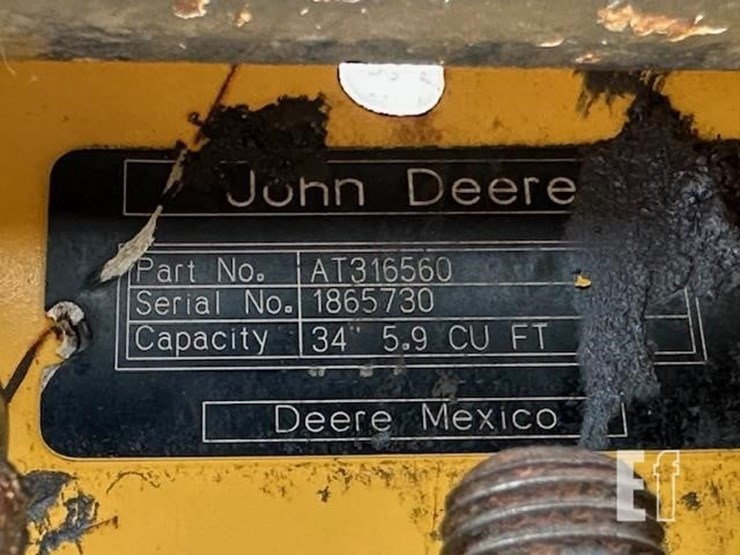 John Deere
Part No. AT316560
Serial No. 1865730
Capacity 34" 5.9 CU FT
Deere Mexico
Ef